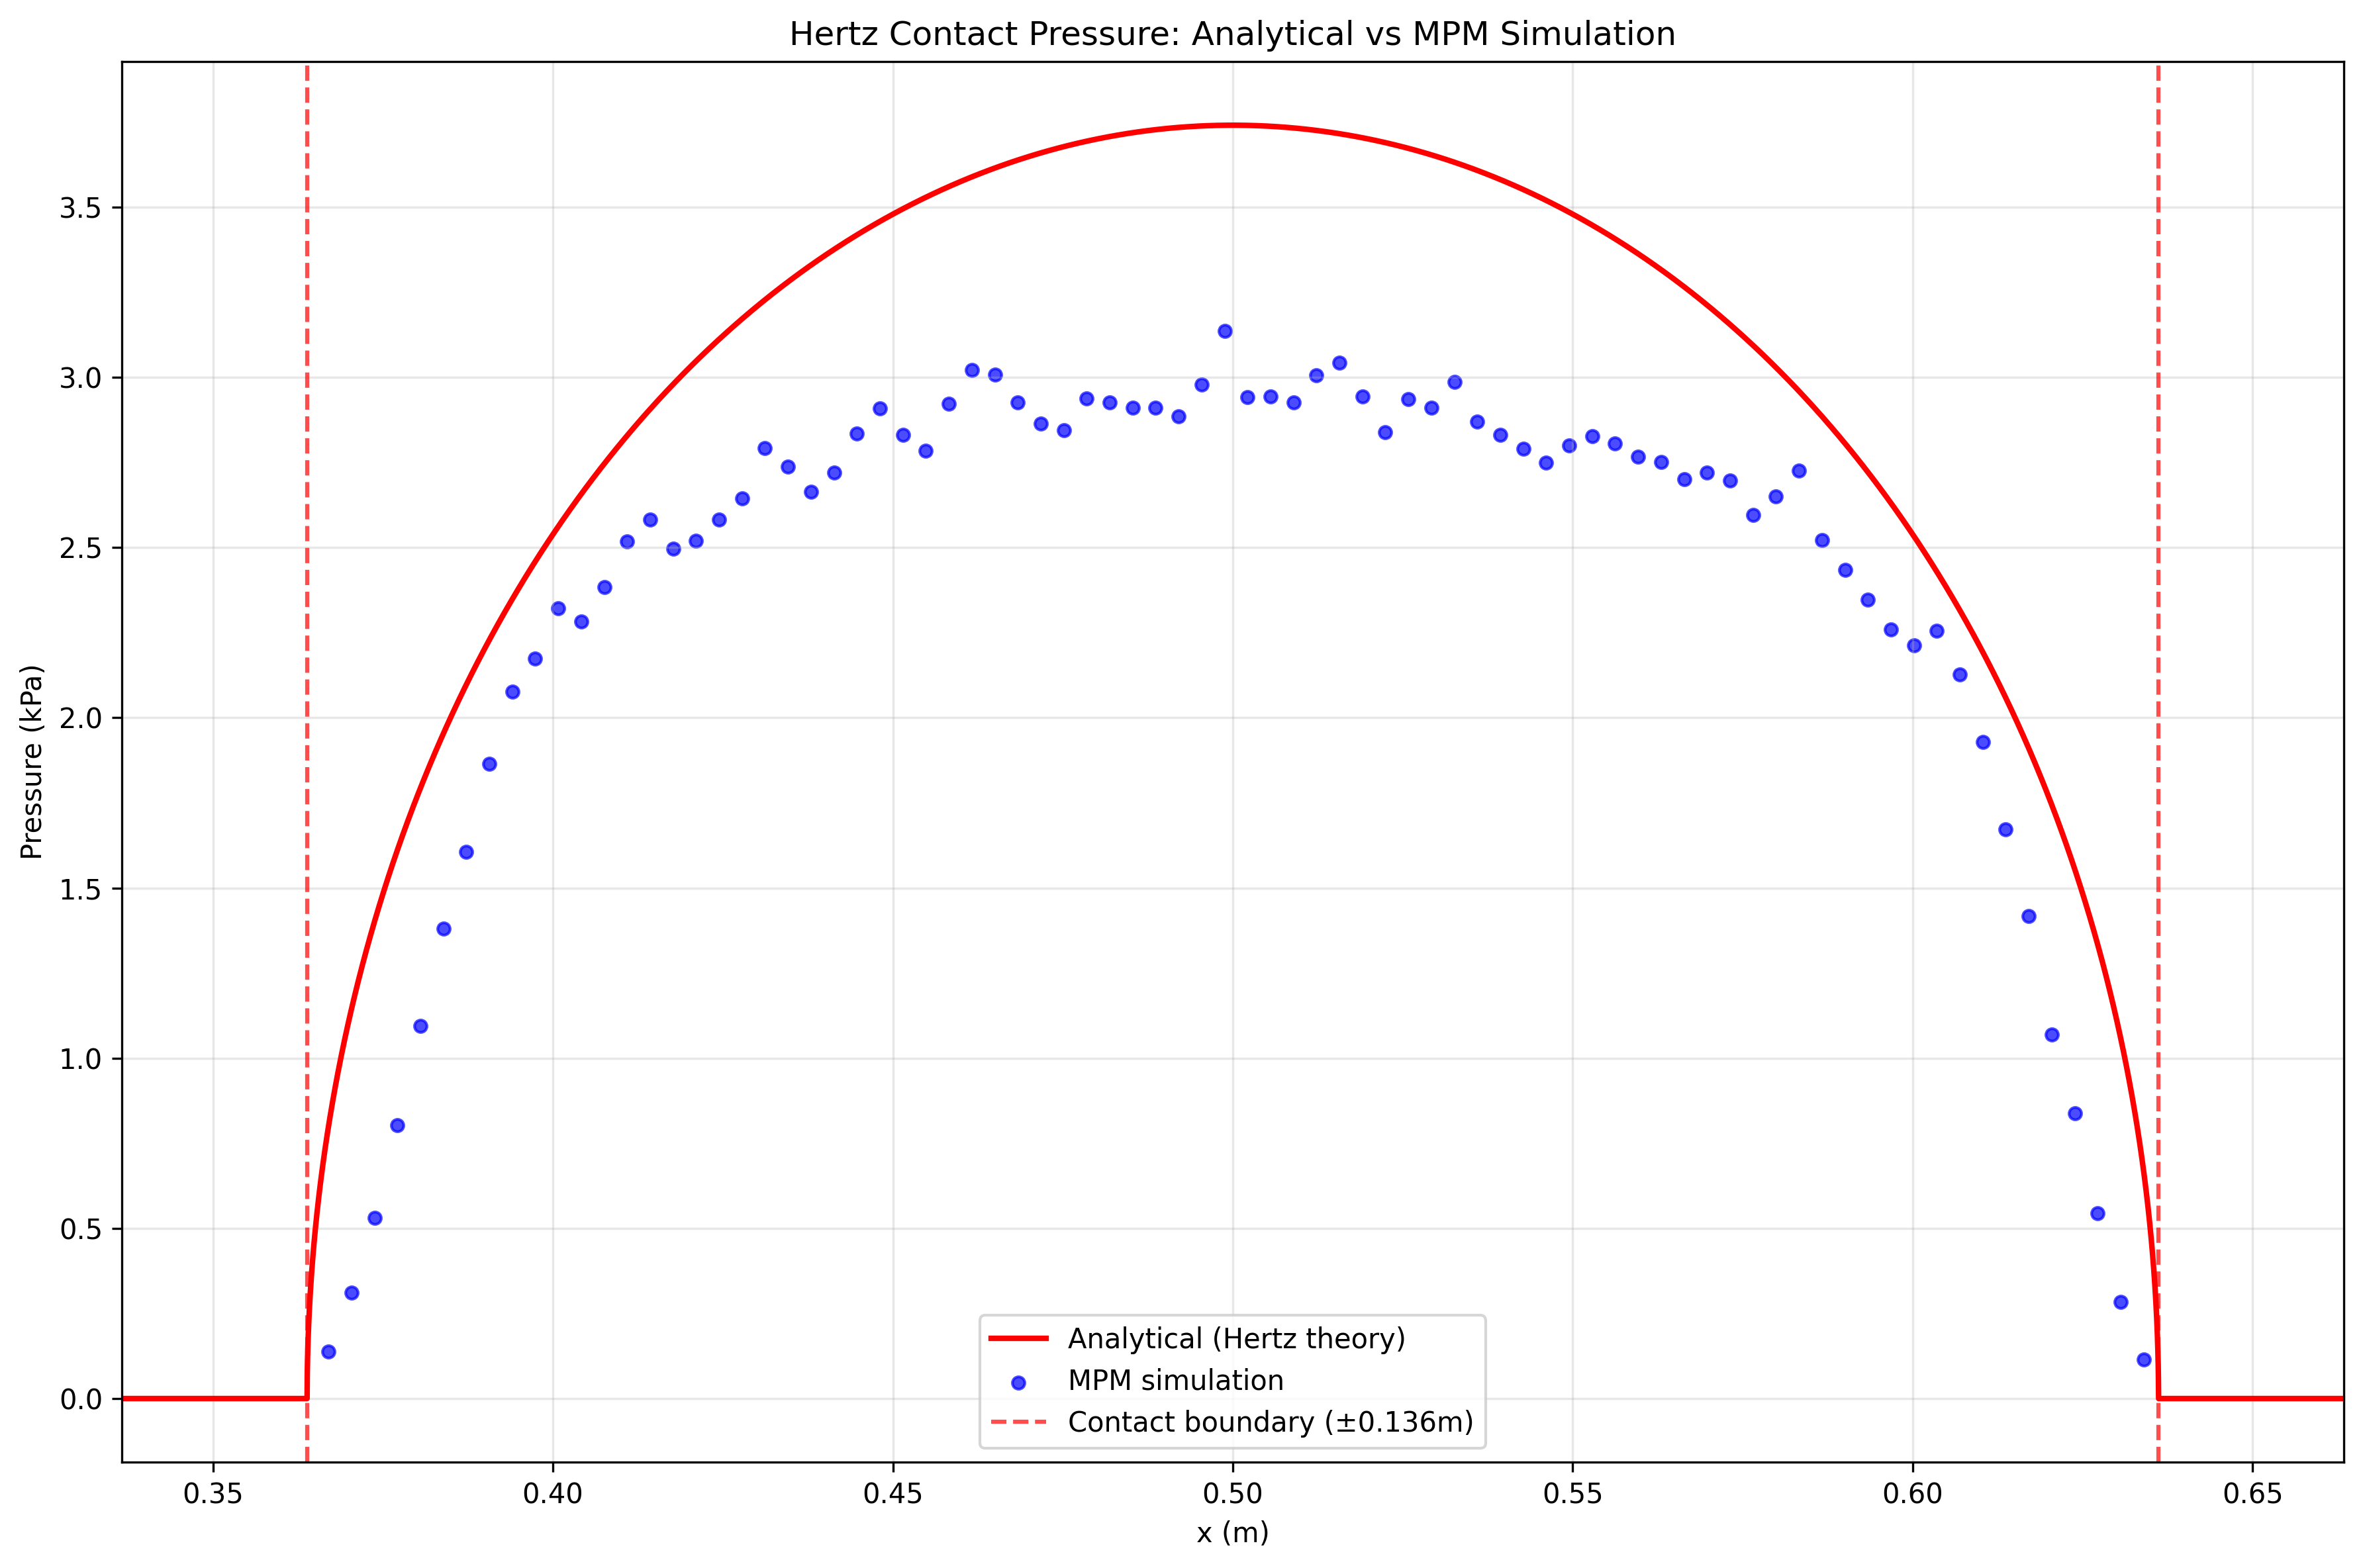 Hertz Contact Pressure: Analytical vs MPM Simulation
Pressure (kPa)
3.5
3.0
2.5
2.0
1.5
1.0
0.5
0.0
Analytical (Hertz theory)
MPM simulation
Contact boundary (±0.136m)
0.35 0.40 0.45 0.50 0.55 0.60 0.65
x (m)